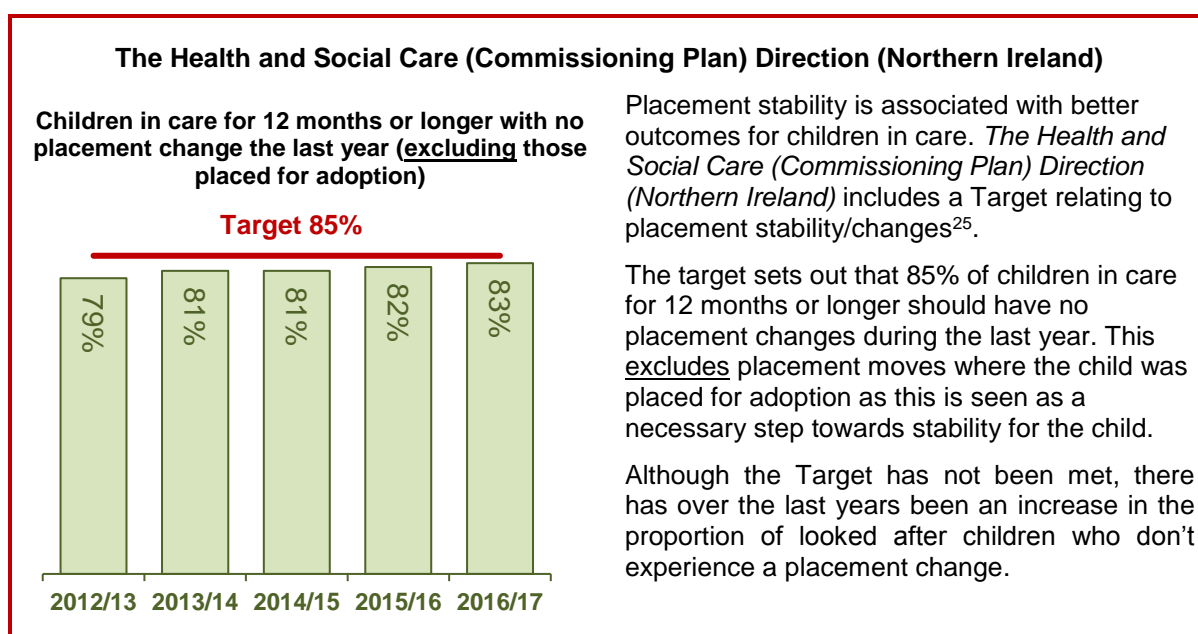 The Health and Social Care (Commissioning Plan) Direction (Northern Ireland)
Children in care for 12 months or longer with no
placement change the last year (excluding those
placed for adoption)
Target 85%
79%
81%
81%
82%
83%
2012/13 2013/14 2014/15 2015/16 2016/17
Placement stability is associated with better
outcomes for children in care. The Health and
Social Care (Commissioning Plan) Direction
(Northern Ireland) includes a Target relating to
placement stability/changes25.
The target sets out that 85% of children in care
for 12 months or longer should have no
placement changes during the last year. This
excludes placement moves where the child was
placed for adoption as this is seen as a
necessary step towards stability for the child.
Although the Target has not been met, there
has over the last years been an increase in the
proportion of looked after children who don't
experience a placement change.